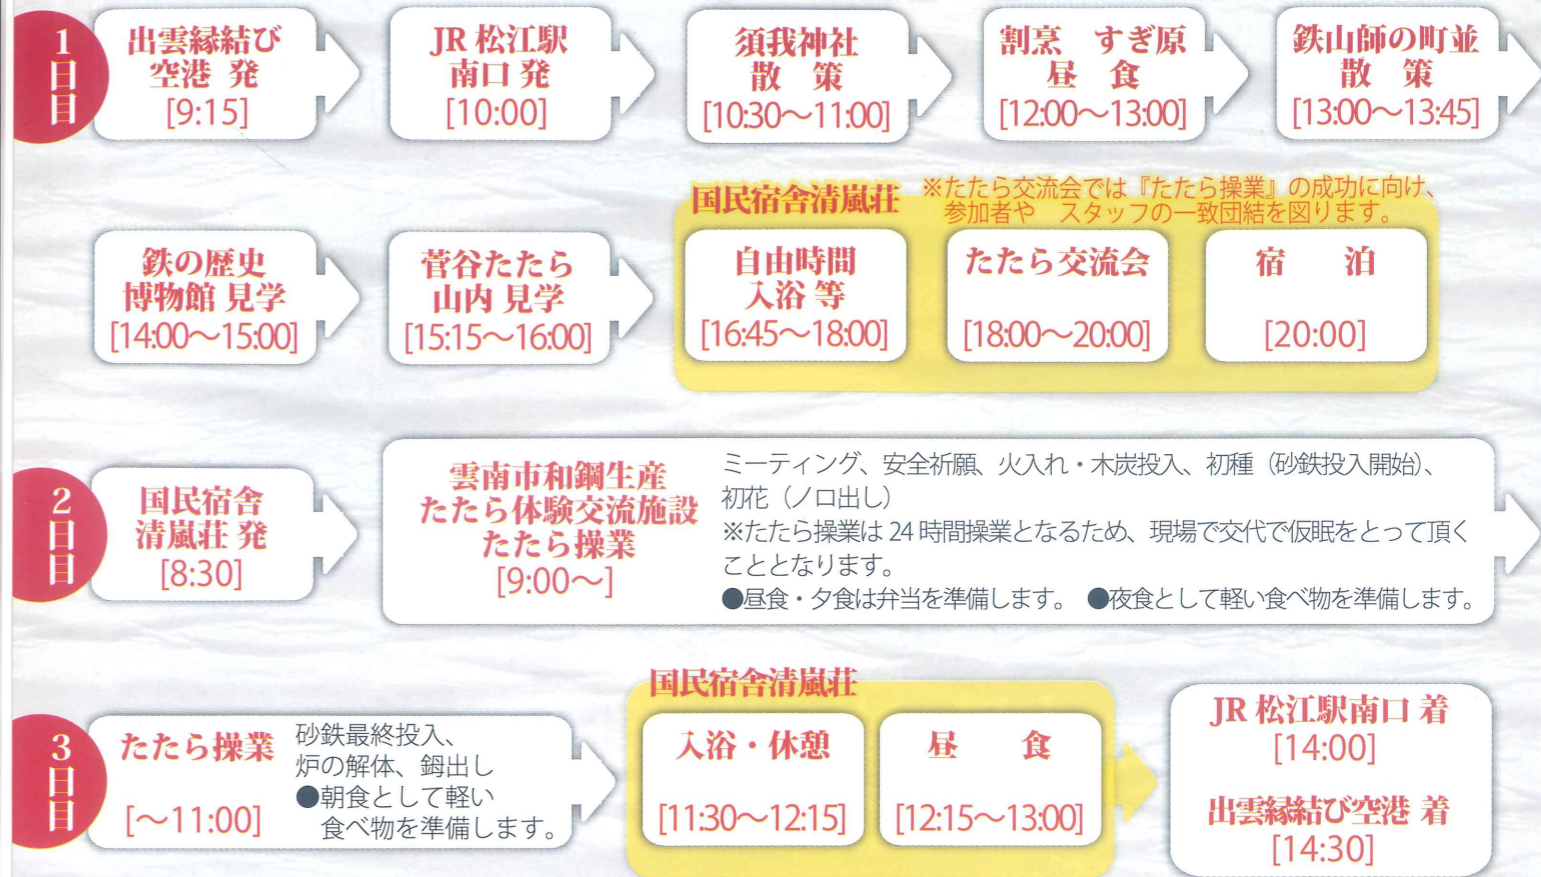 1日目
出雲縁結び
空港 発
[9:15]
JR 松江駅
南口 発
[10:00]
須我神社
散　策
[10:30～11:00]
割烹　すぎ原
昼　食
[12:00～13:00]
鉄山師の町並
散　策
[13:00～13:45]
鉄の歴史
博物館 見学
[14:00～15:00]
菅谷たたら
山内 見学
[15:15～16:00]
国民宿舎清嵐荘
※たたら交流会では『たたら操業』の成功に向け、
参加者や　スタッフの一致団結を図ります。
自由時間
入浴 等
[16:45～18:00]
たたら交流会
[18:00～20:00]
宿　　泊
[20:00]
2日目
国民宿舎
清嵐荘 発
[8:30]
雲南市和鋼生産
たたら体験交流施設
たたら操業
[9:00～]
ミーティング、安全祈願、火入れ・木炭投入、初種（砂鉄投入開始）、
初花（ノロ出し）
※たたら操業は 24 時間操業となるため、現場で交代で仮眠をとって頂く
こととなります。
●昼食・夕食は弁当を準備します。　●夜食として軽い食べ物を準備します。
3日目
たたら操業
[～11:00]
砂鉄最終投入、
炉の解体、鉧出し
●朝食として軽い
食べ物を準備します。
国民宿舎清嵐荘
入浴・休憩
[11:30～12:15]
昼　　食
[12:15～13:00]
JR 松江駅南口 着
[14:00]
出雲縁結び空港 着
[14:30]